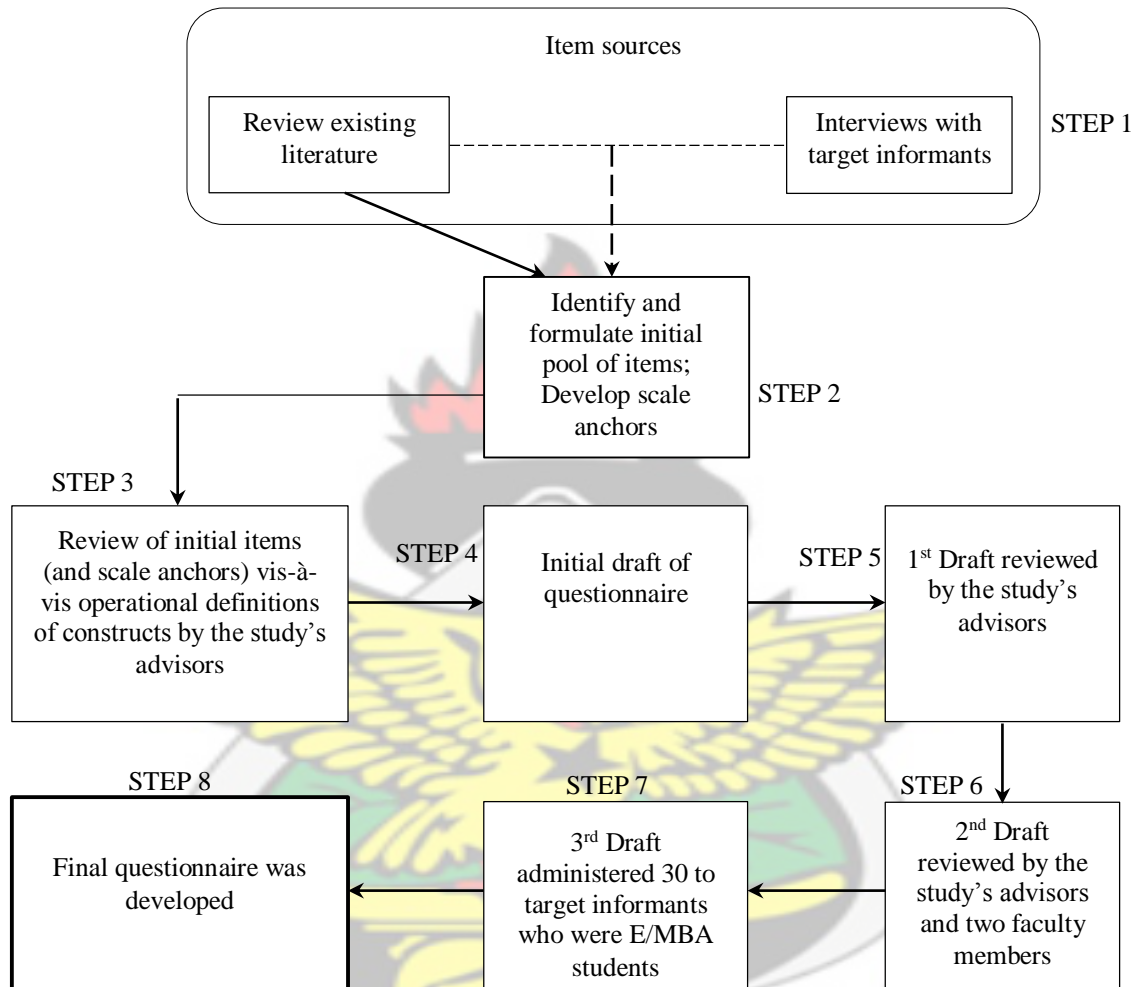 Item sources
Review existing
literature
Interviews with
target informants
STEP 1
Identify and
formulate initial
pool of items;
Develop scale
anchors
STEP 2
STEP 3
Review of initial items
(and scale anchors) vis-à-
vis operational definitions
of constructs by the study’s
advisors
STEP 4
Initial draft of
questionnaire
STEP 5
1st Draft reviewed
by the study’s
advisors
STEP 6
2nd Draft
reviewed by the
study’s advisors
and two faculty
members
STEP 7
3rd Draft
administered 30 to
target informants
who were E/MBA
students
STEP 8
Final questionnaire was
developed